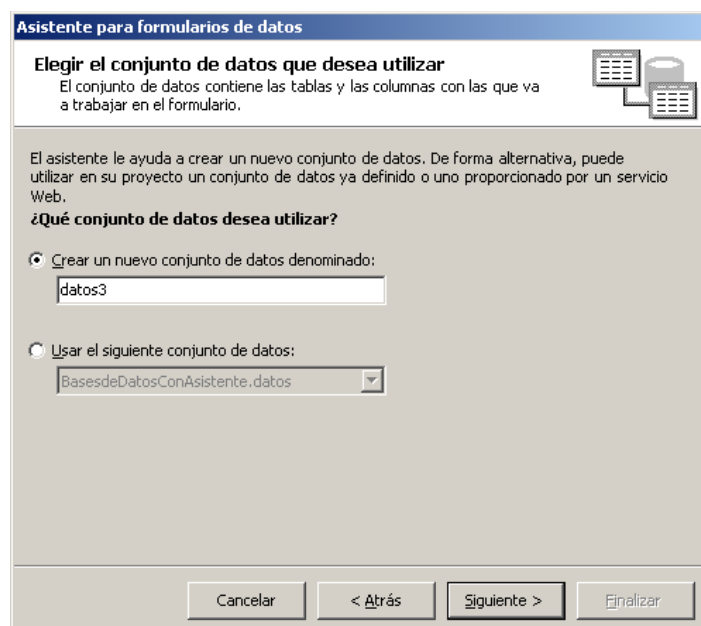 Asistente para formularios de datos
Elegir el conjunto de datos que desea utilizar
El conjunto de datos contiene las tablas y las columnas con las que va
a trabajar en el formulario.
El asistente le ayuda a crear un nuevo conjunto de datos. De forma alternativa, puede
utilizar en su proyecto un conjunto de datos ya definido o uno proporcionado por un servicio
Web.
¿Qué conjunto de datos desea utilizar?
Crear un nuevo conjunto de datos denominado:
datos3
Usar el siguiente conjunto de datos:
BasesdeDatosConAsistente.datos
Cancelar
< Atrás
Siguiente >
Finalizar